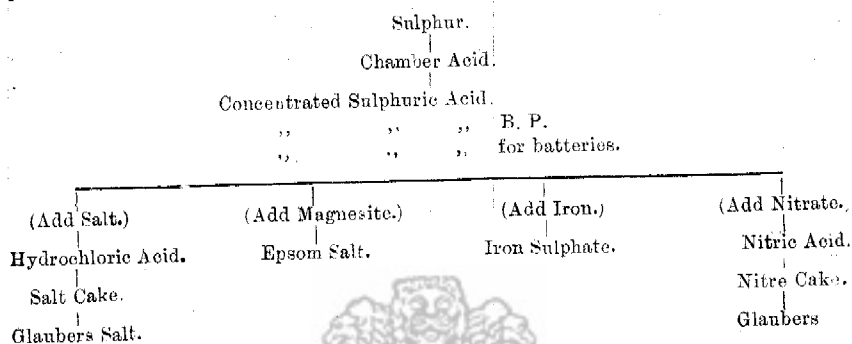 Sulphur.
Chamber Acid.
Concentrated Sulphuric Acid.
,, ,, ,, B. P.
,, ,, ,, for batteries.
(Add Salt.) (Add Magnesite.) (Add Iron.) (Add Nitrate.)
Hydrochloric Acid. Epsom Salt. Iron Sulphate. Nitric Acid.
Salt Cake. Nitre Cake.
Glaubers Salt. Glaubers